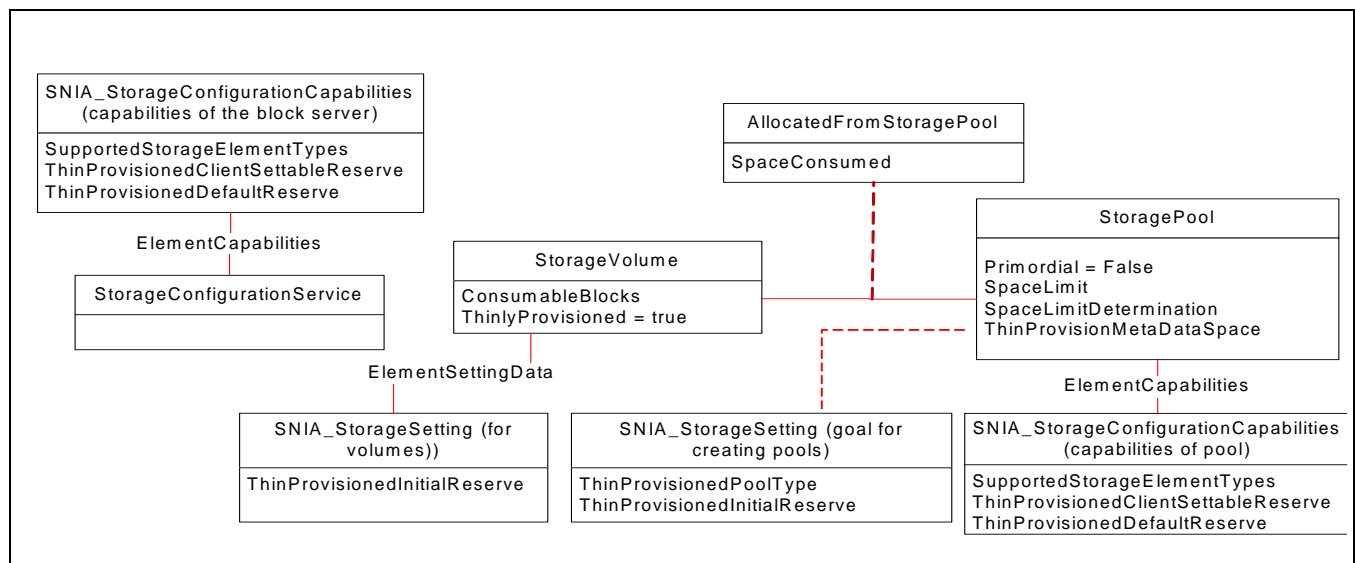 SNIA_StorageConfigurationCapabilities
(capabilities of the block server)
SupportedStorageElementTypes
ThinProvisionedClientSettableReserve
ThinProvisionedDefaultReserve
ElementCapabilities
StorageConfigurationService
AllocatedFromStoragePool
SpaceConsumed
StorageVolume
ConsumableBlocks
ThinlyProvisioned = true
StoragePool
Primordial = False
SpaceLimit
SpaceLimitDetermination
ThinProvisionMetaDataSpace
ElementSettingData
ElementCapabilities
SNIA_StorageSetting (for
volumes))
ThinProvisionedInitialReserve
SNIA_StorageSetting (goal for
creating pools)
ThinProvisionedPoolType
ThinProvisionedInitialReserve
SNIA_StorageConfigurationCapabilities
(capabilities of pool)
SupportedStorageElementTypes
ThinProvisionedClientSettableReserve
ThinProvisionedDefaultReserve